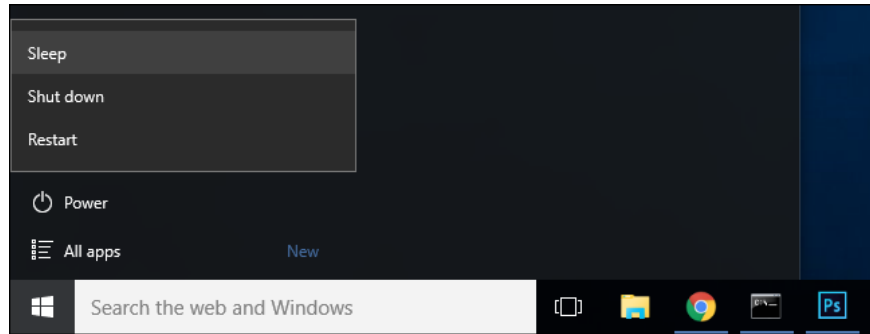 Sleep
Shut down
Restart
Power
All apps New
Search the web and Windows
Ps